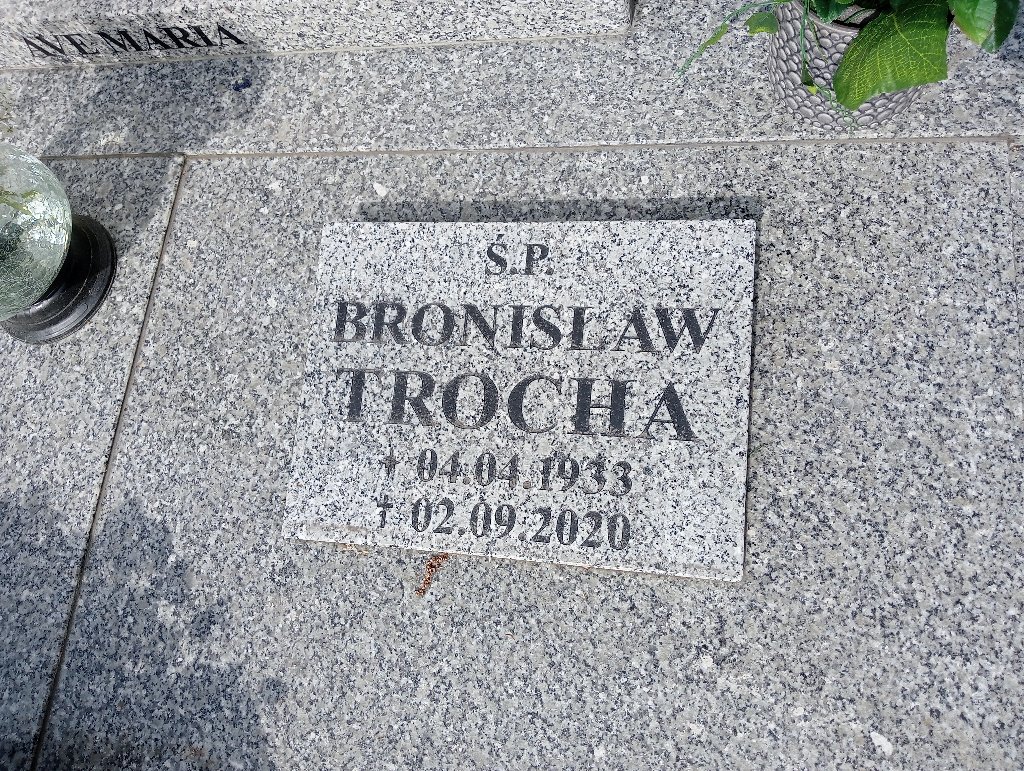 AVE MARIA
Ś.P.
BRONISŁAW
TROCHA
+ 04.04.1933
† 02.09.2020